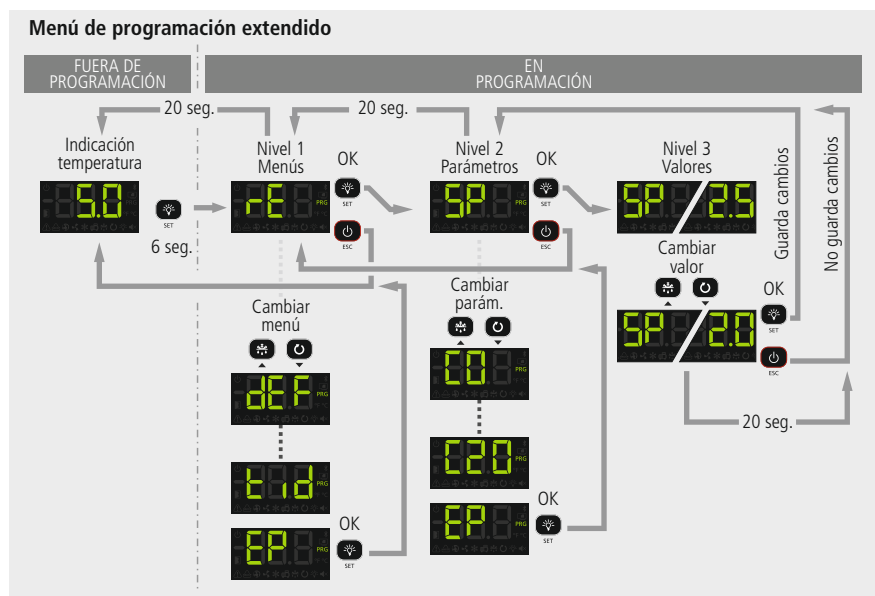 Menú de programación extendido
FUERA DE
PROGRAMACIÓN
EN
PROGRAMACIÓN
20 seg.
20 seg.
Indicación
temperatura
Nivel 1
Menús
OK
Nivel 2
Parámetros
OK
Nivel 3
Valores
5.0
SET
6 seg.
rE
PRG
SET
ESC
SP
PRG
SET
ESC
SP
2.5
Guarda cambios
No guarda cambios
Cambiar
valor
SP
2.0
OK
SET
ESC
20 seg.
Cambiar
menú
dEF
PRG
tid
PRG
EP
PRG
OK
SET
Cambiar
parám.
C0
PRG
C20
PRG
EP
PRG
OK
SET